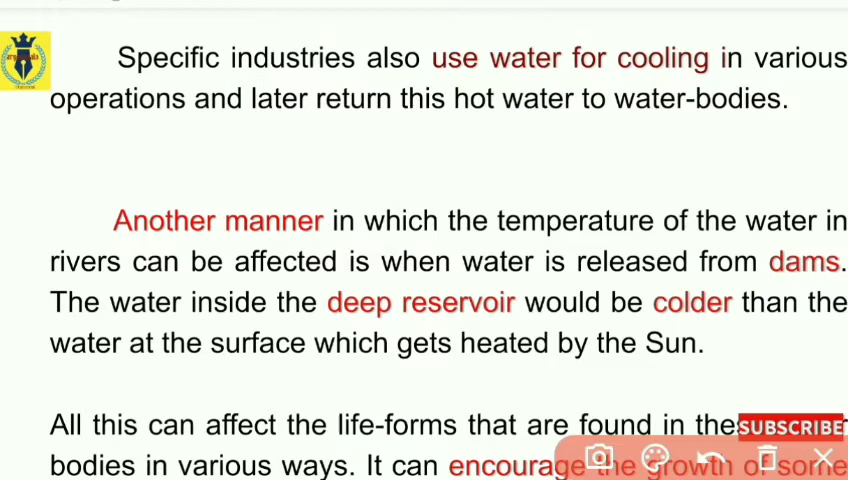 Specific industries also use water for cooling in various
operations and later return this hot water to water-bodies.
Another manner in which the temperature of the water in
rivers can be affected is when water is released from dams.
The water inside the deep reservoir would be colder than the
water at the surface which gets heated by the Sun.
All this can affect the life-forms that are found in
SUBSCRIBE
bodies in various ways. It can encourage the growth of some